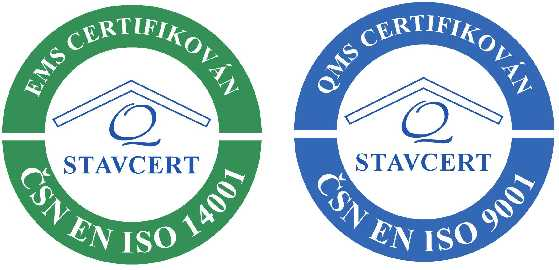 EMS CERTIFIKOVÁN
Q
STAVCERT
ČSN EN ISO 14001
QMS CERTIFIKOVÁN
Q
STAVCERT
ČSN EN ISO 9001